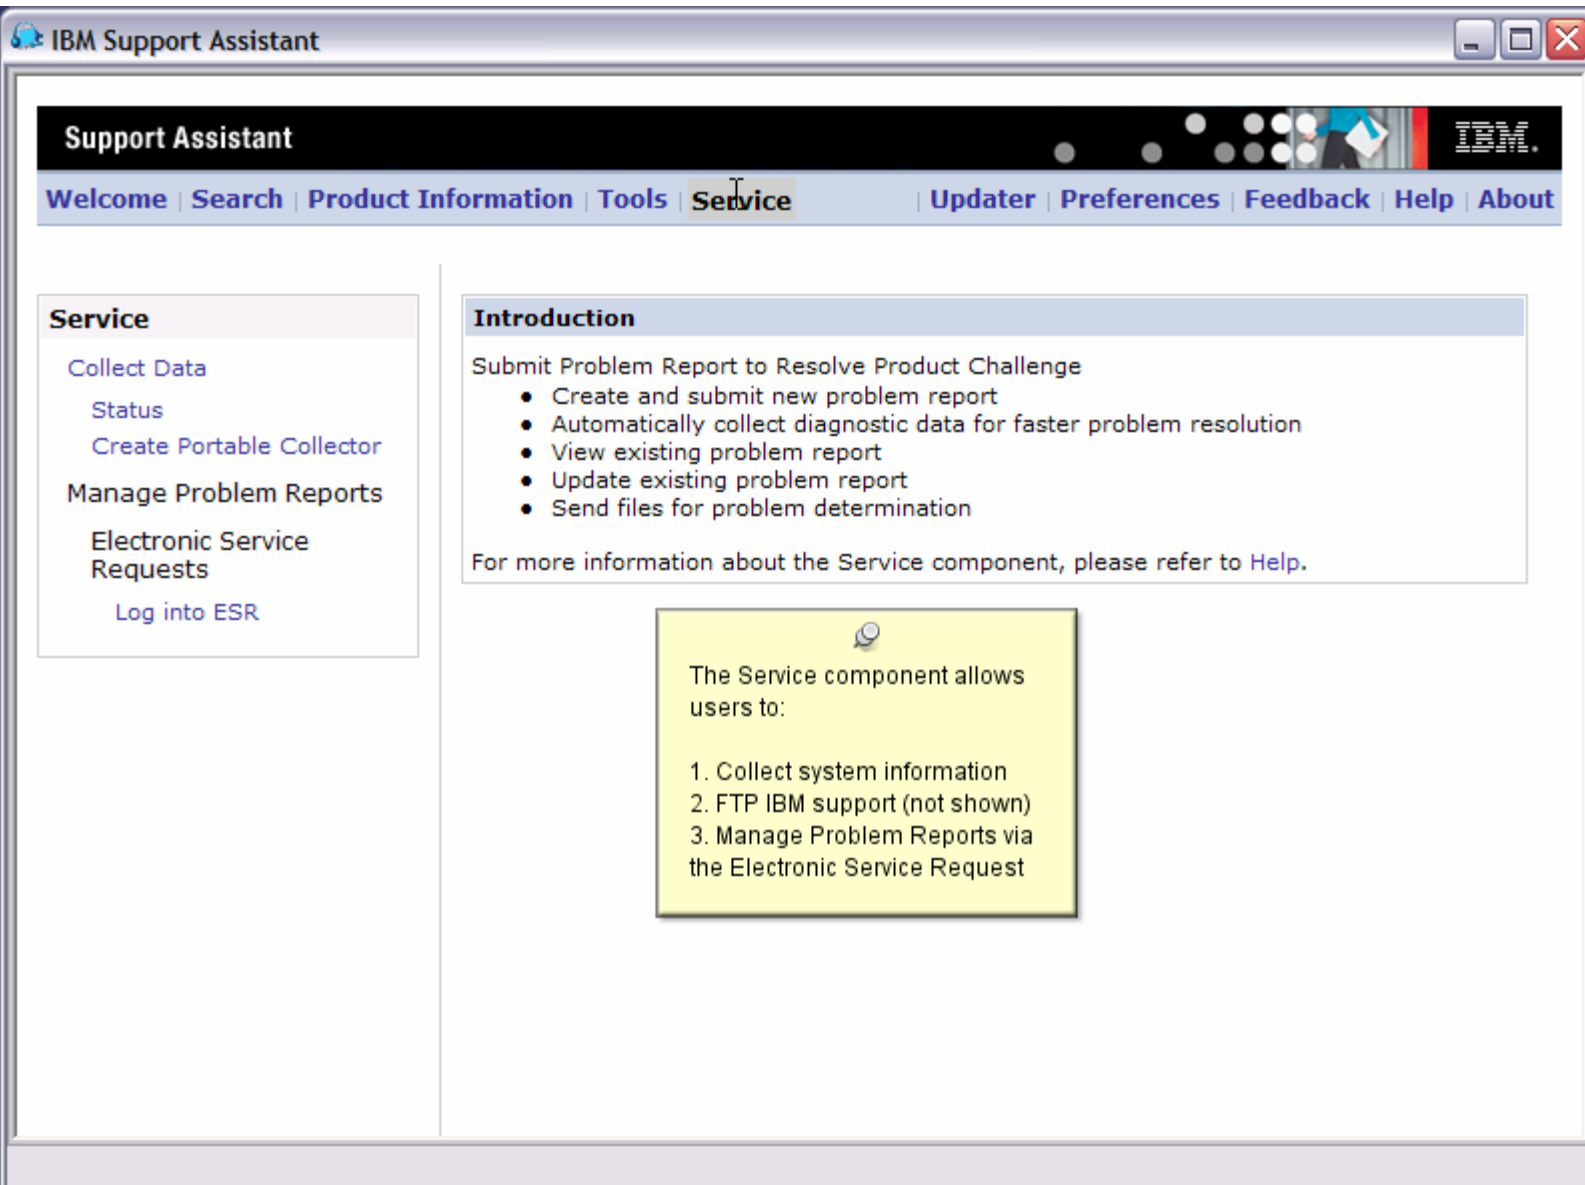 IBM Support Assistant
Support Assistant
IBM.
Welcome | Search | Product Information | Tools | Service | Updater | Preferences | Feedback | Help | About
Service
Collect Data
Status
Create Portable Collector
Manage Problem Reports
Electronic Service
Requests
Log into ESR
Introduction
Submit Problem Report to Resolve Product Challenge
● Create and submit new problem report
● Automatically collect diagnostic data for faster problem resolution
● View existing problem report
● Update existing problem report
● Send files for problem determination
For more information about the Service component, please refer to Help.
The Service component allows
users to:
1. Collect system information
2. FTP IBM support (not shown)
3. Manage Problem Reports via
the Electronic Service Request